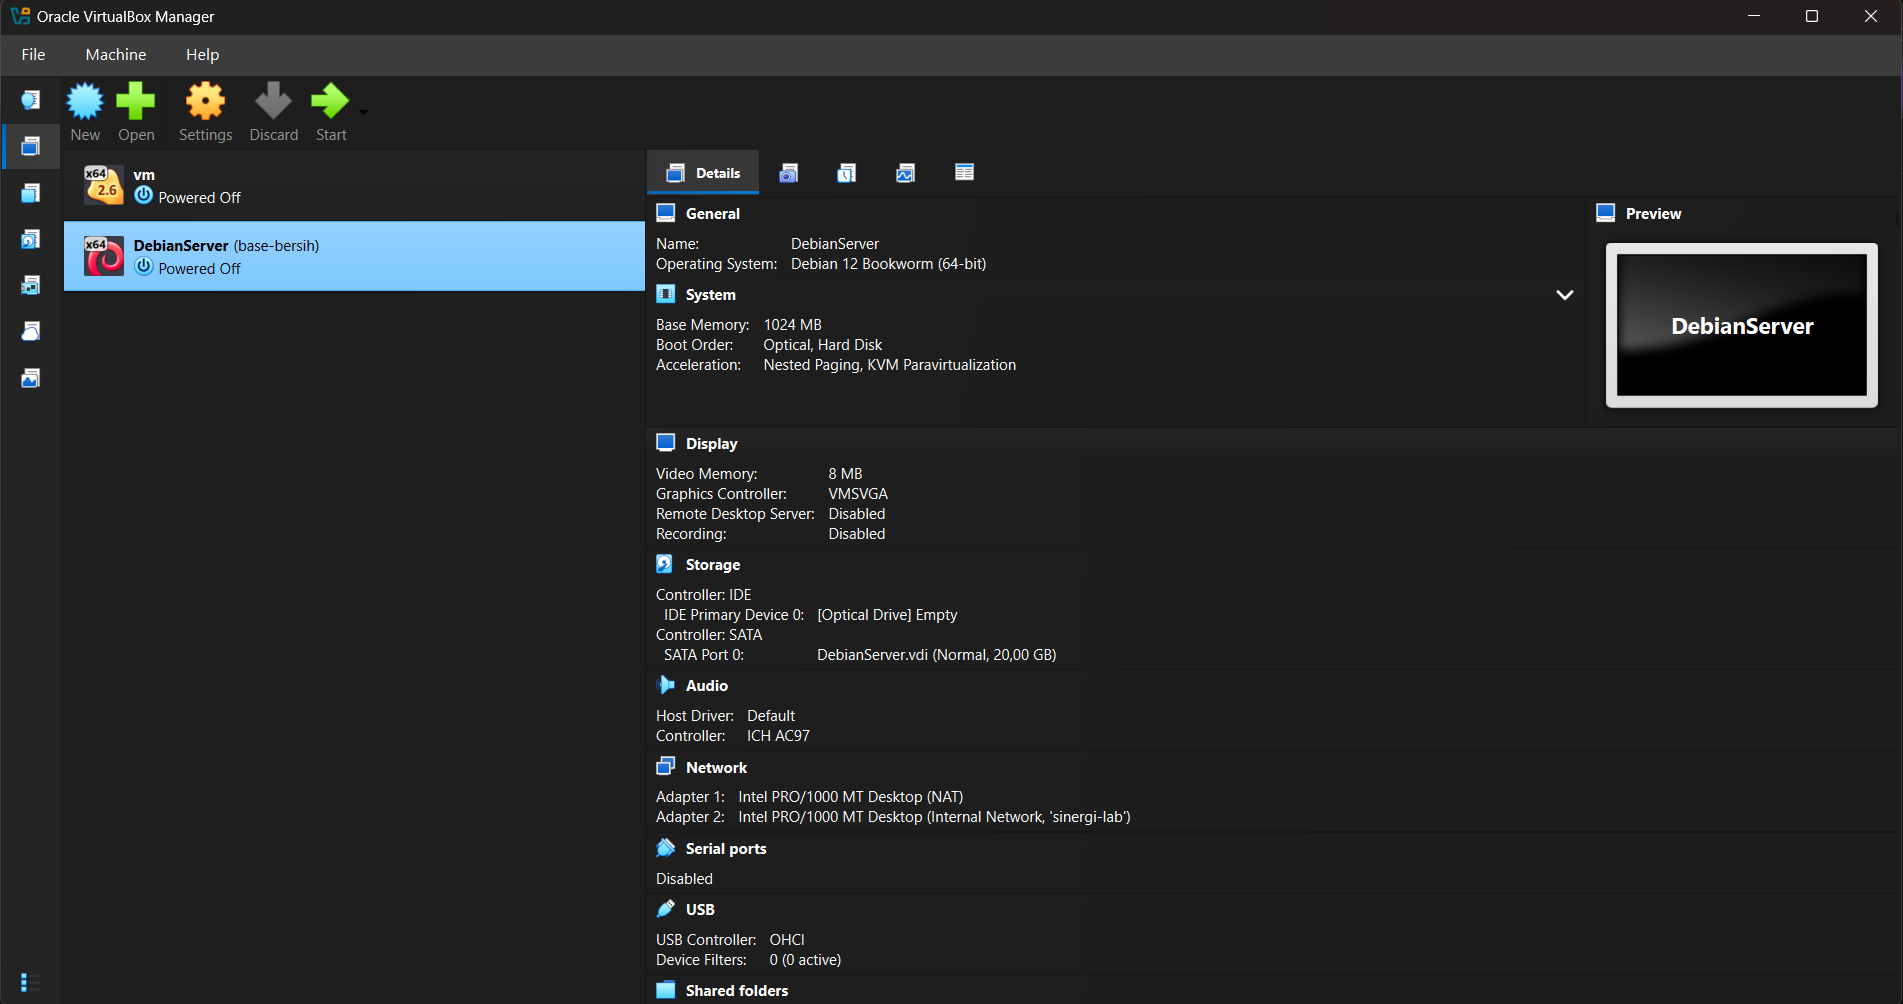 Oracle VirtualBox Manager
File Machine Help
New Open Settings Discard Start
x64 2.6 vm
Powered Off
x64 DebianServer (base-bersih)
Powered Off
Details
General
Name: DebianServer
Operating System: Debian 12 Bookworm (64-bit)
System
Base Memory: 1024 MB
Boot Order: Optical, Hard Disk
Acceleration: Nested Paging, KVM Paravirtualization
Preview
DebianServer
Display
Video Memory: 8 MB
Graphics Controller: VMSVGA
Remote Desktop Server: Disabled
Recording: Disabled
Storage
Controller: IDE
IDE Primary Device 0: [Optical Drive] Empty
Controller: SATA
SATA Port 0: DebianServer.vdi (Normal, 20,00 GB)
Audio
Host Driver: Default
Controller: ICH AC97
Network
Adapter 1: Intel PRO/1000 MT Desktop (NAT)
Adapter 2: Intel PRO/1000 MT Desktop (Internal Network, 'sinergi-lab')
Serial ports
Disabled
USB
USB Controller: OHCI
Device Filters: 0 (0 active)
Shared folders